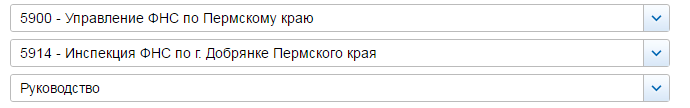 5900 - Управление ФНС по Пермскому краю
5914 - Инспекция ФНС по г. Добрянке Пермского края
Руководство